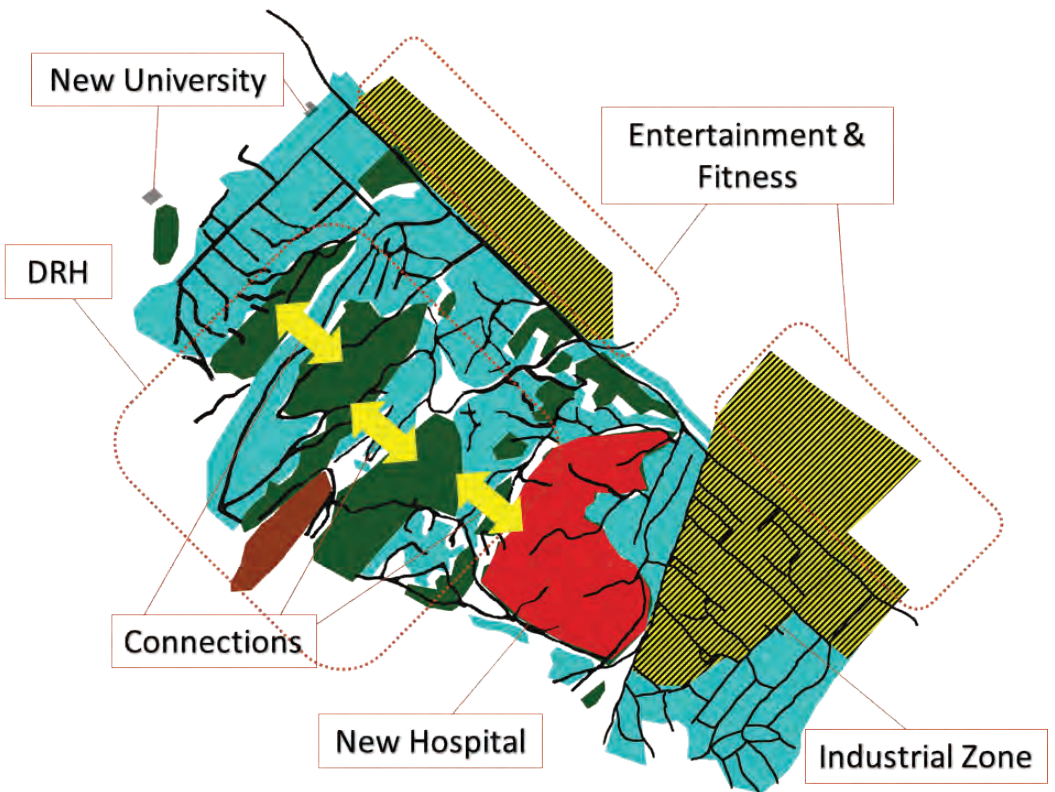 New University
Entertainment &
Fitness
DRH
Connections
New Hospital
Industrial Zone